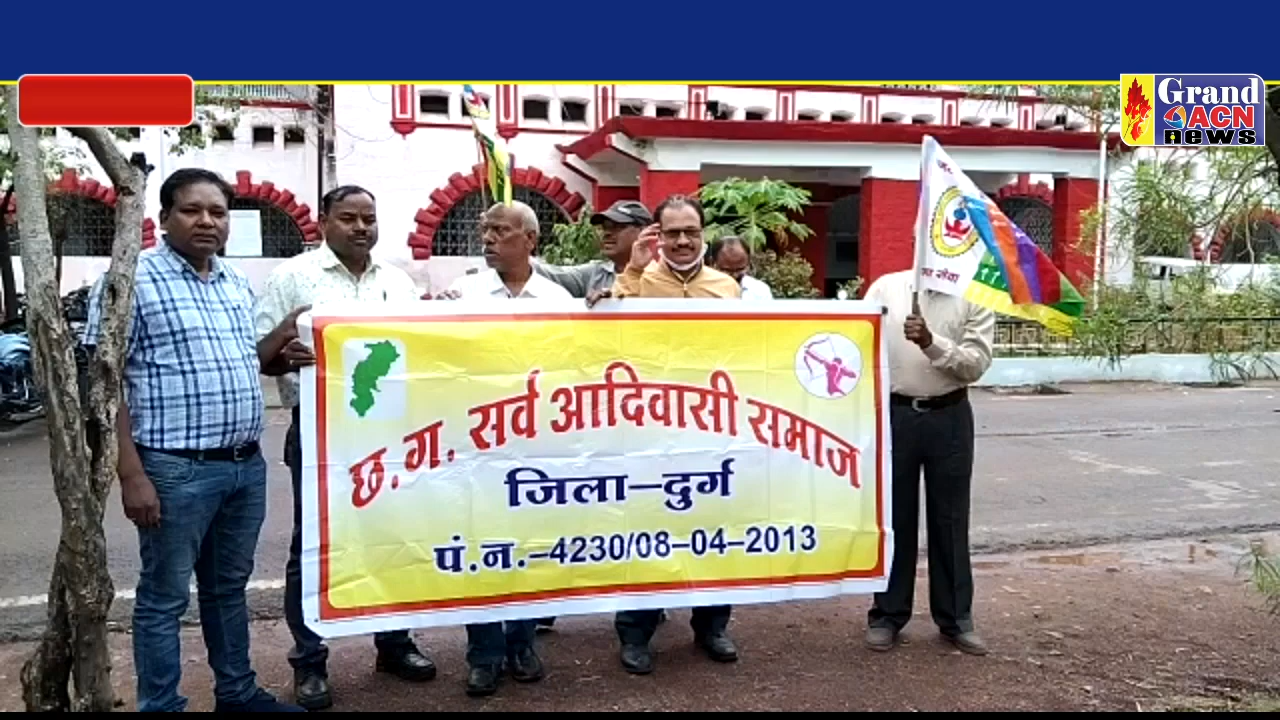 Grand
ACN
news
छ.ग. सर्व आदिवासी समाज
जिला–दुर्ग
पं.न.–4230/08–04–2013